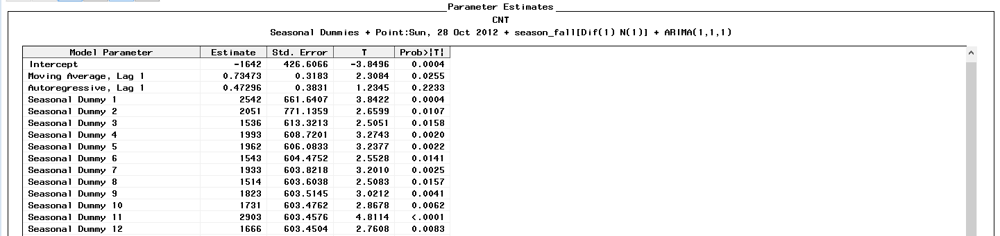 Parameter Estimates
CNT
Seasonal Dummies + Point:Sun, 28 Oct 2012 + season_fall[Dif(1) N(1)] + ARIMA(1,1,1)
Model Parameter Estimate Std. Error T Prob>|T|
Intercept -1642 426.6066 -3.8496 0.0004
Moving Average, Lag 1 0.73473 0.3183 2.3084 0.0255
Autoregressive, Lag 1 0.47296 0.3831 1.2345 0.2233
Seasonal Dummy 1 2542 661.6407 3.8422 0.0004
Seasonal Dummy 2 2051 771.1359 2.6599 0.0107
Seasonal Dummy 3 1536 613.3213 2.5051 0.0158
Seasonal Dummy 4 1993 608.7201 3.2743 0.0020
Seasonal Dummy 5 1962 606.0833 3.2377 0.0022
Seasonal Dummy 6 1543 604.4752 2.5528 0.0141
Seasonal Dummy 7 1933 603.8218 3.2010 0.0025
Seasonal Dummy 8 1514 603.6038 2.5083 0.0157
Seasonal Dummy 9 1823 603.5145 3.0212 0.0041
Seasonal Dummy 10 1731 603.4762 2.8678 0.0062
Seasonal Dummy 11 2903 603.4576 4.8114 <.0001
Seasonal Dummy 12 1666 603.4504 2.7608 0.0083